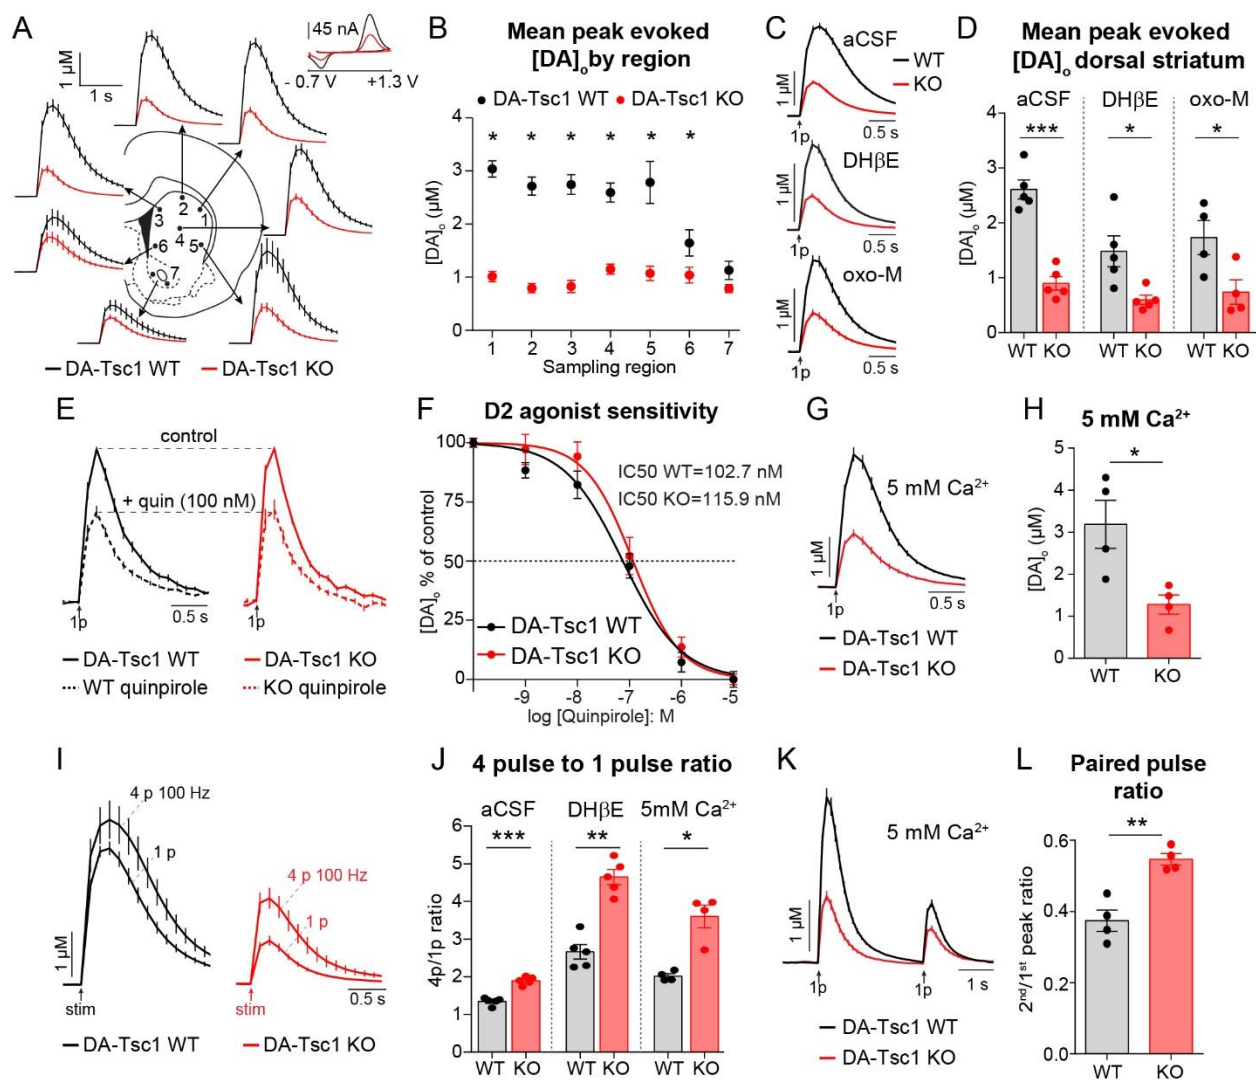 A
1 µM
1 s
45 nA
- 0.7 V
+1.3 V
1
2
3
4
5
6
7
DA-Tsc1 WT
DA-Tsc1 KO
B
Mean peak evoked
[DA]o by region
DA-Tsc1 WT
DA-Tsc1 KO
* * * * * *
[DA]o (µM)
4
3
2
1
0
1 2 3 4 5 6 7
Sampling region
C
aCSF
WT
KO
1 µM
1p
0.5 s
DHβE
1 µM
1p
0.5 s
oxo-M
1 µM
1p
0.5 s
D
Mean peak evoked
[DA]o dorsal striatum
aCSF DHβE oxo-M
*** * *
[DA]o (µM)
4
3
2
1
0
WT KO WT KO WT KO
E
control
+ quin (100 nM)
1p
0.5 s
1p
DA-Tsc1 WT
WT quinpirole
DA-Tsc1 KO
KO quinpirole
F
D2 agonist sensitivity
IC50 WT=102.7 nM
IC50 KO=115.9 nM
[DA]o % of control
100
75
50
25
0
DA-Tsc1 WT
DA-Tsc1 KO
-9 -8 -7 -6 -5
log [Quinpirole]: M
G
5 mM Ca²⁺
1 µM
1p
0.5 s
DA-Tsc1 WT
DA-Tsc1 KO
H
5 mM Ca²⁺
*
[DA]o (µM)
5
4
3
2
1
0
WT KO
I
4 p 100 Hz
1 p
1 µM
stim
4 p 100 Hz
1 p
stim
0.5 s
DA-Tsc1 WT
DA-Tsc1 KO
J
4 pulse to 1 pulse ratio
aCSF DHβE 5mM Ca²⁺
*** ** *
4p/1p ratio
6
5
4
3
2
1
0
WT KO WT KO WT KO
K
5 mM Ca²⁺
1 µM
1p
1p
1 s
DA-Tsc1 WT
DA-Tsc1 KO
L
Paired pulse
ratio
**
2nd/1st peak ratio
0.6
0.4
0.2
0.0
WT KO